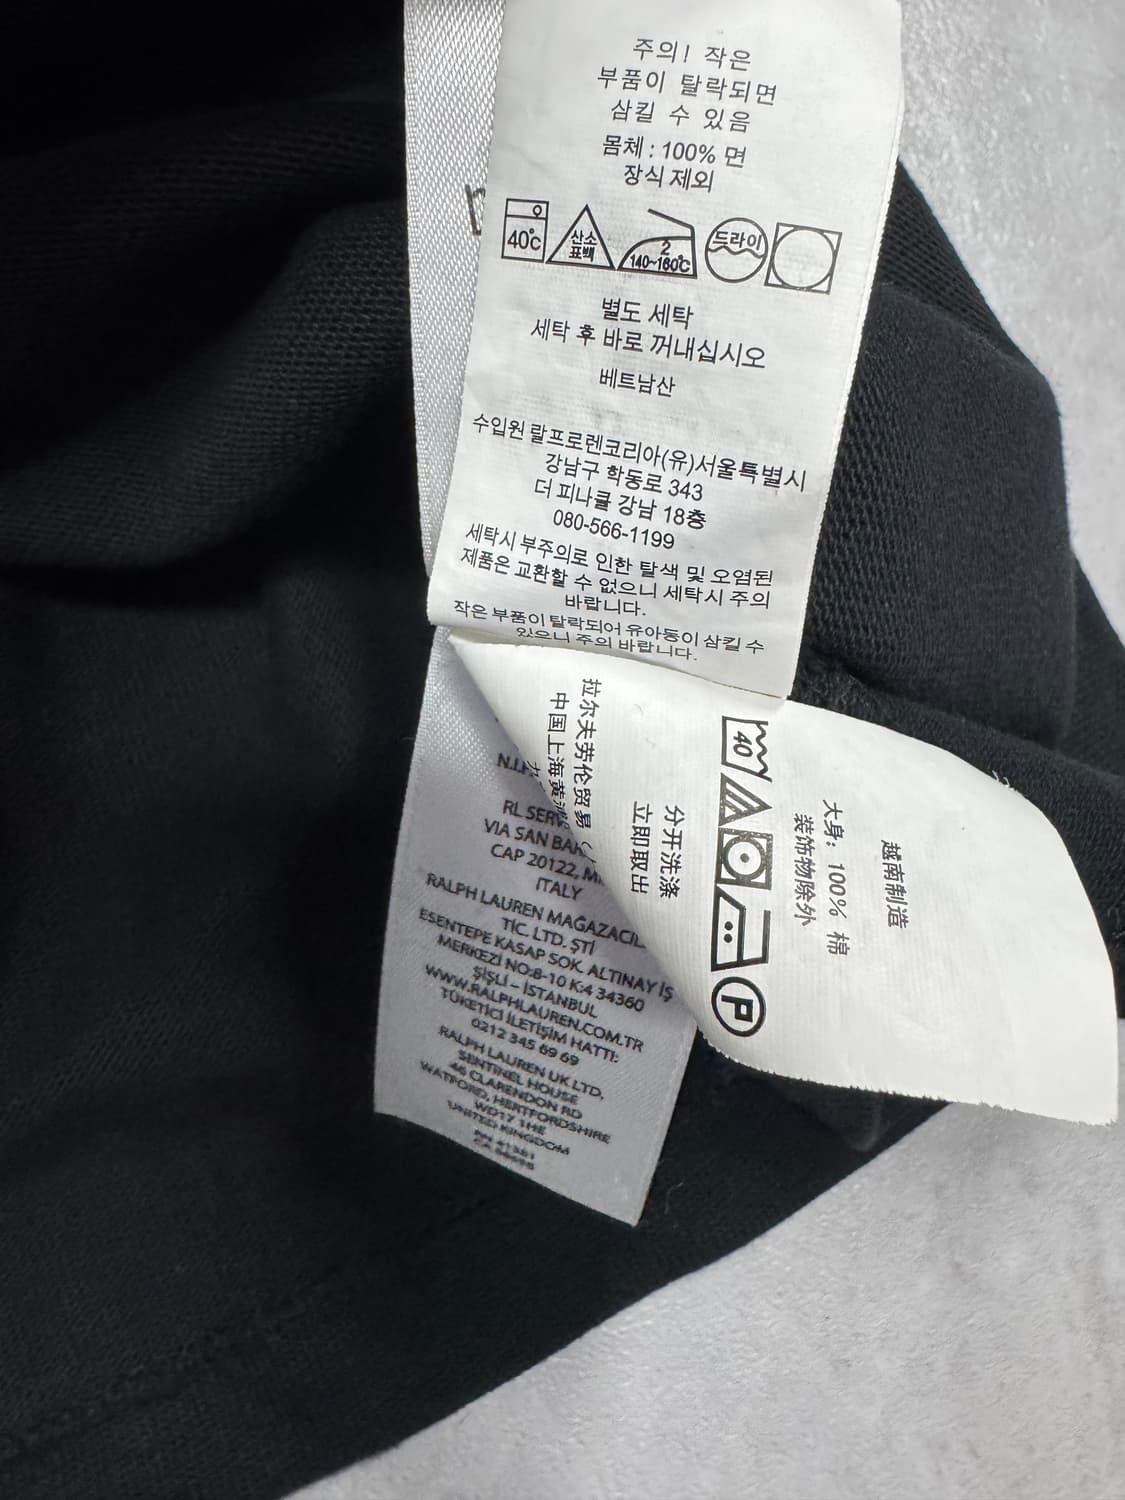 주의! 작은
부품이 탈락되면
삼킬 수 있음
몸체 : 100% 면
장식 제외
40℃ 산소 표백 2 140~160℃ 드라이
별도 세탁
세탁 후 바로 꺼내십시오
베트남산
수입원 랄프로렌코리아(유)서울특별시
강남구 학동로 343
더 피나클 강남 18층
080-566-1199
세탁시 부주의로 인한 탈색 및 오염된
제품은 교환할 수 없으니 세탁시 주의
바랍니다.
작은 부품이 탈락되어 유아동이 삼킬 수
있으니 주의 바랍니다.
越南制造
大身: 100% 棉
装饰物除外
40 P
分开洗涤
立即取出
拉尔夫劳伦贸易
中国上海黄浦
RL SERV
VIA SAN BAR
CAP 20122, M
ITALY
RALPH LAUREN MAĞAZACIL
TİC. LTD. ŞTİ
ESENTEPE KASAP SOK. ALTINAY İŞ
MERKEZİ NO:8-10 K:4 34360
ŞİŞLİ – İSTANBUL
WWW.RALPHLAUREN.COM.TR
TÜKETİCİ İLETİŞİM HATTI:
0212 345 69 69
RALPH LAUREN UK LTD,
SENTINEL HOUSE
46 CLARENDON RD
WATFORD, HERTFORDSHIRE
WD17 1HE
UNITED KINGDOM
RN 41381